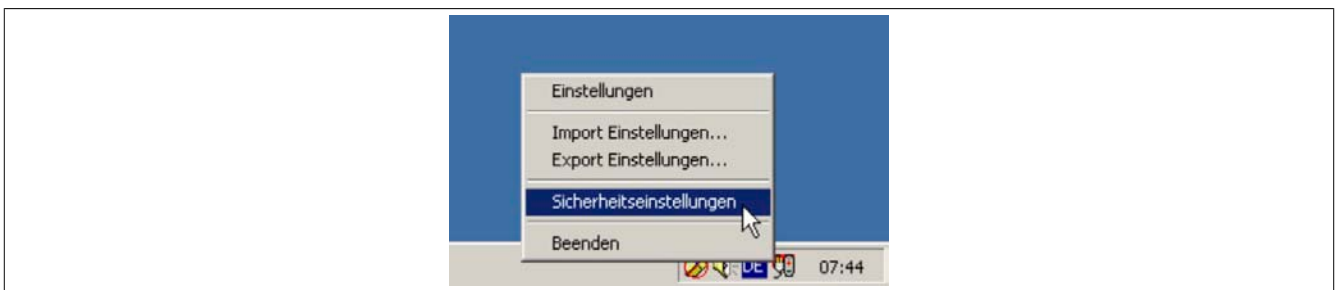 Einstellungen
Import Einstellungen...
Export Einstellungen...
Sicherheitseinstellungen
Beenden
DE 07:44